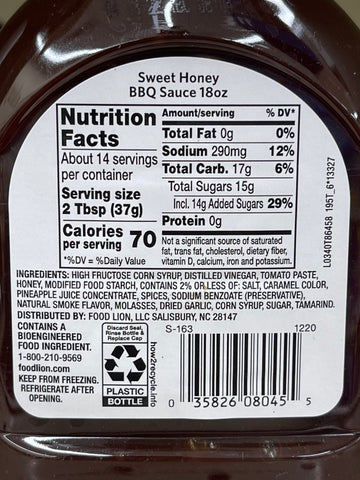 Sweet Honey
BBQ Sauce 18oz
Nutrition
Facts
About 14 servings
per container
Serving size
2 Tbsp (37g)
Calories
per serving 70
*%DV = %Daily Value
Amount/serving % DV*
Total Fat 0g 0%
Sodium 290mg 12%
Total Carb. 17g 6%
Total Sugars 15g
Incl. 14g Added Sugars 29%
Protein 0g
Not a significant source of saturated
fat, trans fat, cholesterol, dietary fiber,
vitamin D, calcium, iron and potassium.
L0340T86458 195T_6*13327
INGREDIENTS: HIGH FRUCTOSE CORN SYRUP, DISTILLED VINEGAR, TOMATO PASTE,
HONEY, MODIFIED FOOD STARCH, CONTAINS 2% OR LESS OF: SALT, CARAMEL COLOR,
PINEAPPLE JUICE CONCENTRATE, SPICES, SODIUM BENZOATE (PRESERVATIVE),
NATURAL SMOKE FLAVOR, MOLASSES, DRIED GARLIC, CORN SYRUP, SUGAR, TAMARIND.
DISTRIBUTED BY: FOOD LION, LLC SALISBURY, NC 28147
CONTAINS A
BIOENGINEERED
FOOD INGREDIENT.
1-800-210-9569
foodlion.com
KEEP FROM FREEZING.
REFRIGERATE AFTER
OPENING.
Discard Seal,
Rinse Bottle &
Replace Cap
PLASTIC
BOTTLE
how2recycle.info
S-163 1220
0 35826 08045 5